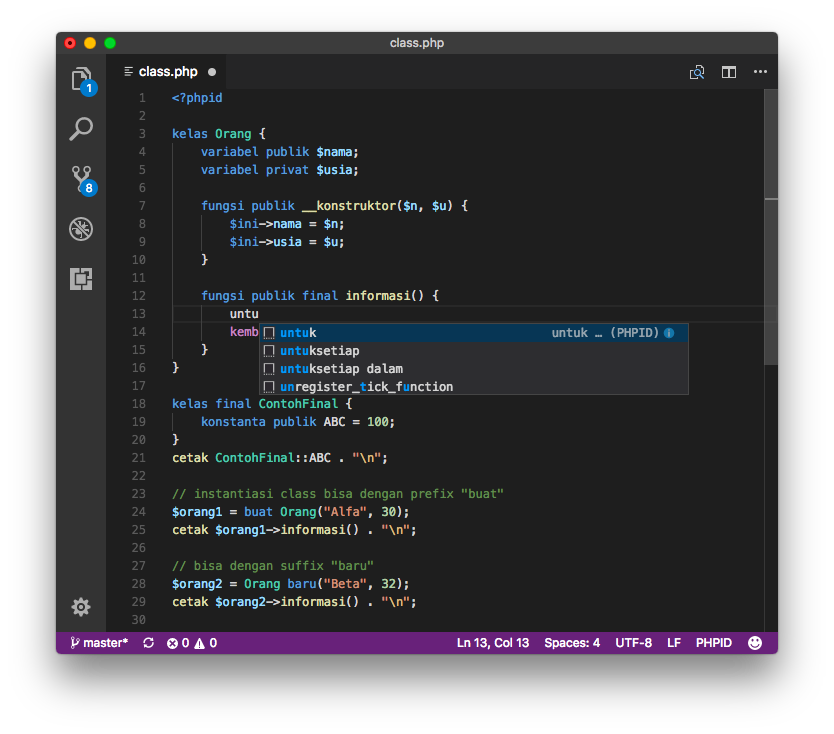 class.php
class.php
1
8
1 <?phpid
2
3 kelas Orang {
4 variabel publik $nama;
5 variabel privat $usia;
6
7 fungsi publik __konstruktor($n, $u) {
8 $ini->nama = $n;
9 $ini->usia = $u;
10 }
11
12 fungsi publik final informasi() {
13 untu
14 kemb
untuk untuk … (PHPID)
untuksetiap
untuksetiap dalam
unregister_tick_function
15 }
16 }
17
18 kelas final ContohFinal {
19 konstanta publik ABC = 100;
20 }
21 cetak ContohFinal::ABC . "\n";
22
23 // instantiasi class bisa dengan prefix "buat"
24 $orang1 = buat Orang("Alfa", 30);
25 cetak $orang1->informasi() . "\n";
26
27 // bisa dengan suffix "baru"
28 $orang2 = Orang baru("Beta", 32);
29 cetak $orang2->informasi() . "\n";
30
master* 0 0 Ln 13, Col 13 Spaces: 4 UTF-8 LF PHPID